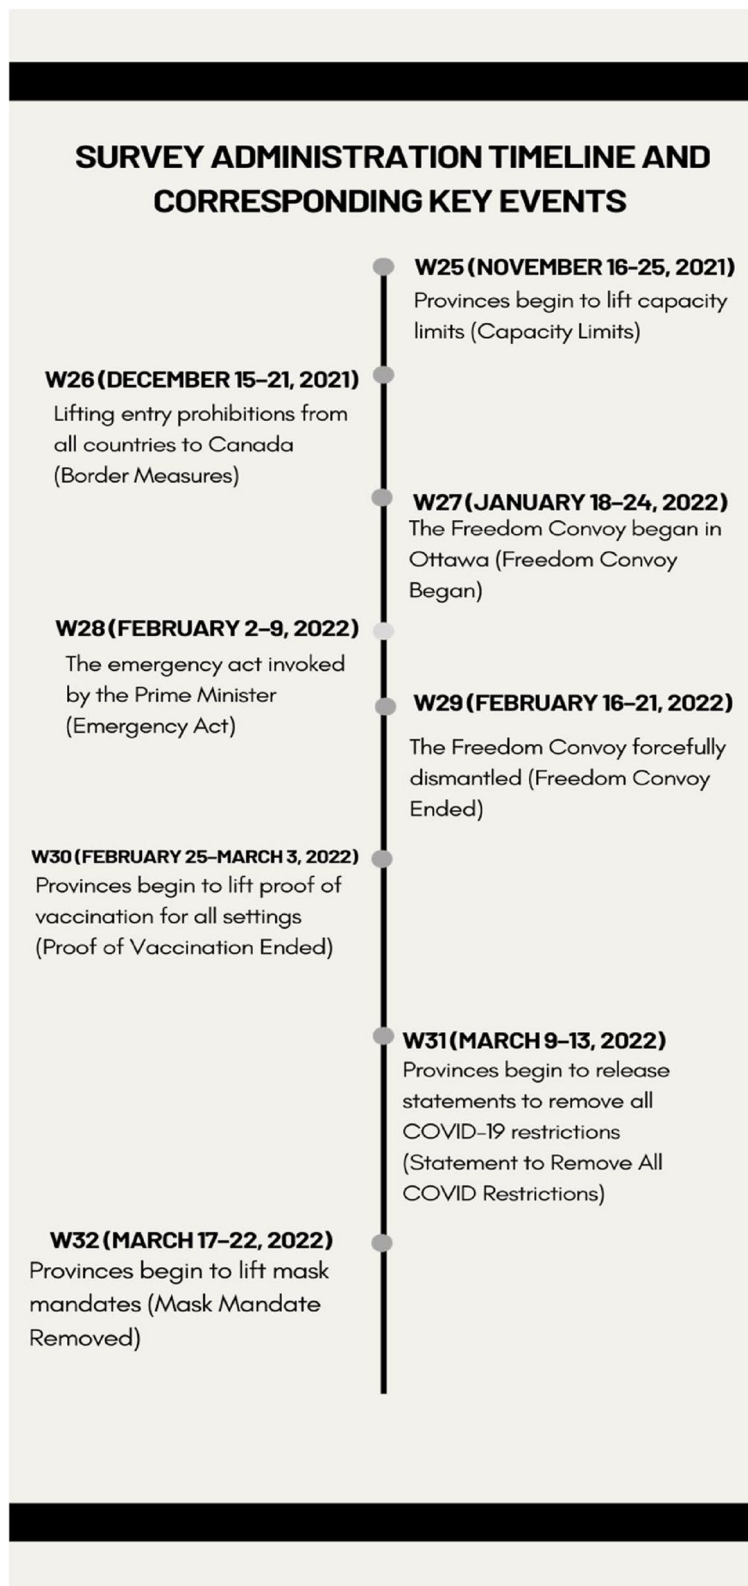 SURVEY ADMINISTRATION TIMELINE AND
CORRESPONDING KEY EVENTS
W25 (NOVEMBER 16-25, 2021)
Provinces begin to lift capacity
limits (Capacity Limits)
W26 (DECEMBER 15–21, 2021)
Lifting entry prohibitions from
all countries to Canada
(Border Measures)
W27 (JANUARY 18–24, 2022)
The Freedom Convoy began in
Ottawa (Freedom Convoy
Began)
W28 (FEBRUARY 2–9, 2022)
The emergency act invoked
by the Prime Minister
(Emergency Act)
W29 (FEBRUARY 16–21, 2022)
The Freedom Convoy forcefully
dismantled (Freedom Convoy
Ended)
W30 (FEBRUARY 25–MARCH 3, 2022)
Provinces begin to lift proof of
vaccination for all settings
(Proof of Vaccination Ended)
W31 (MARCH 9–13, 2022)
Provinces begin to release
statements to remove all
COVID-19 restrictions
(Statement to Remove All
COVID Restrictions)
W32 (MARCH 17–22, 2022)
Provinces begin to lift mask
mandates (Mask Mandate
Removed)